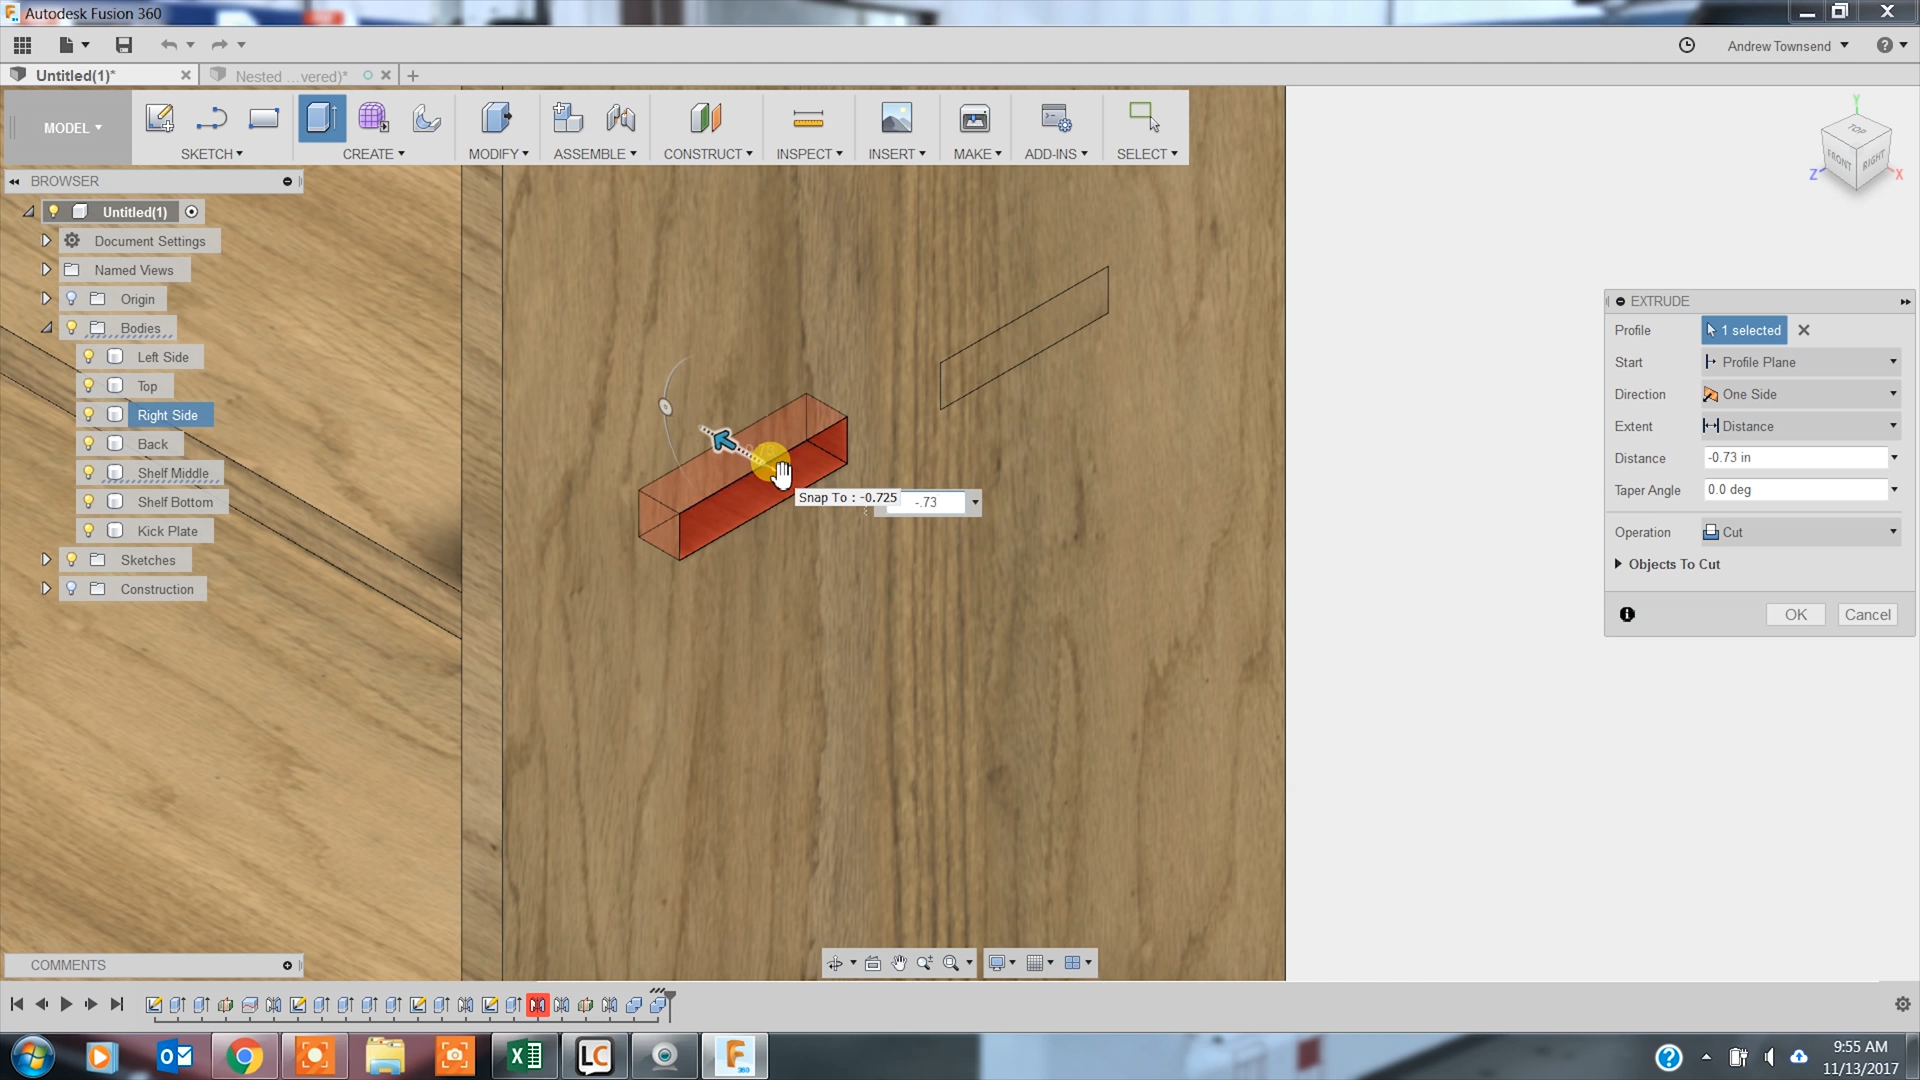 Autodesk Fusion 360
Andrew Townsend
Untitled(1)*
Nested ...vered)*
MODEL
SKETCH
CREATE
MODIFY
ASSEMBLE
CONSTRUCT
INSPECT
INSERT
MAKE
ADD-INS
SELECT
TOP
FRONT
RIGHT
Y
Z
X
BROWSER
Untitled(1)
Document Settings
Named Views
Origin
Bodies
Left Side
Top
Right Side
Back
Shelf Middle
Shelf Bottom
Kick Plate
Sketches
Construction
EXTRUDE
Profile
1 selected
Start
Profile Plane
Direction
One Side
Extent
Distance
Distance
-0.73 in
Taper Angle
0.0 deg
Operation
Cut
Objects To Cut
OK
Cancel
Snap To : -0.725
-.73
COMMENTS
LC
360
9:55 AM
11/13/2017